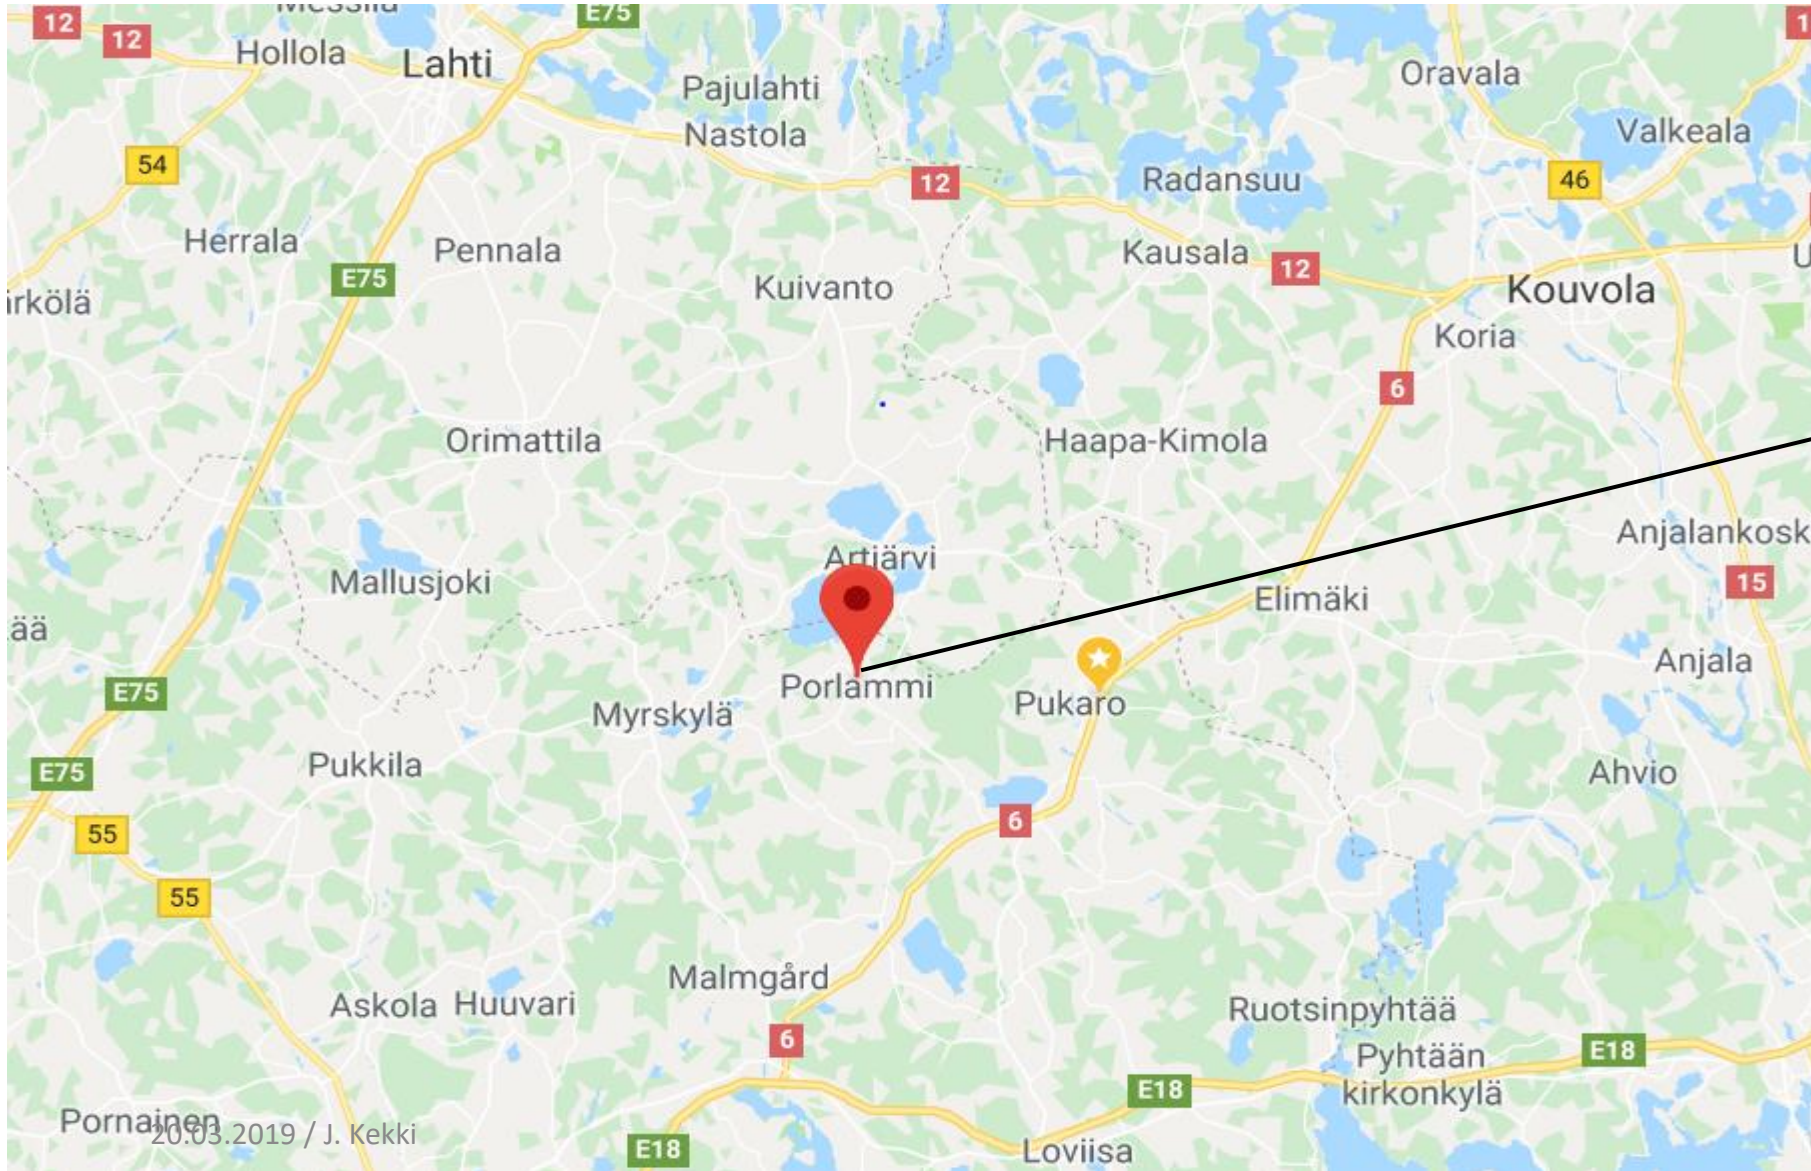 Messilä
E75
12
12
Hollola
Lahti
Pajulahti
Nastola
Oravala
Valkeala
54
12
Radansuu
46
Herrala
Pennala
E75
Kausala
12
Kuivanto
Kouvola
ärkölä
Koria
6
Orimattila
Haapa-Kimola
Anjalankosk
Artjärvi
Mallusjoki
Elimäki
15
ää
Porlammi
Pukaro
Anjala
E75
Myrskylä
Pukkila
E75
Ahvio
6
55
55
Malmgård
Askola
Huuvari
Ruotsinpyhtää
6
Pyhtään
kirkonkylä
E18
E18
Pornainen
20.03.2019 / J. Kekki
E18
Loviisa